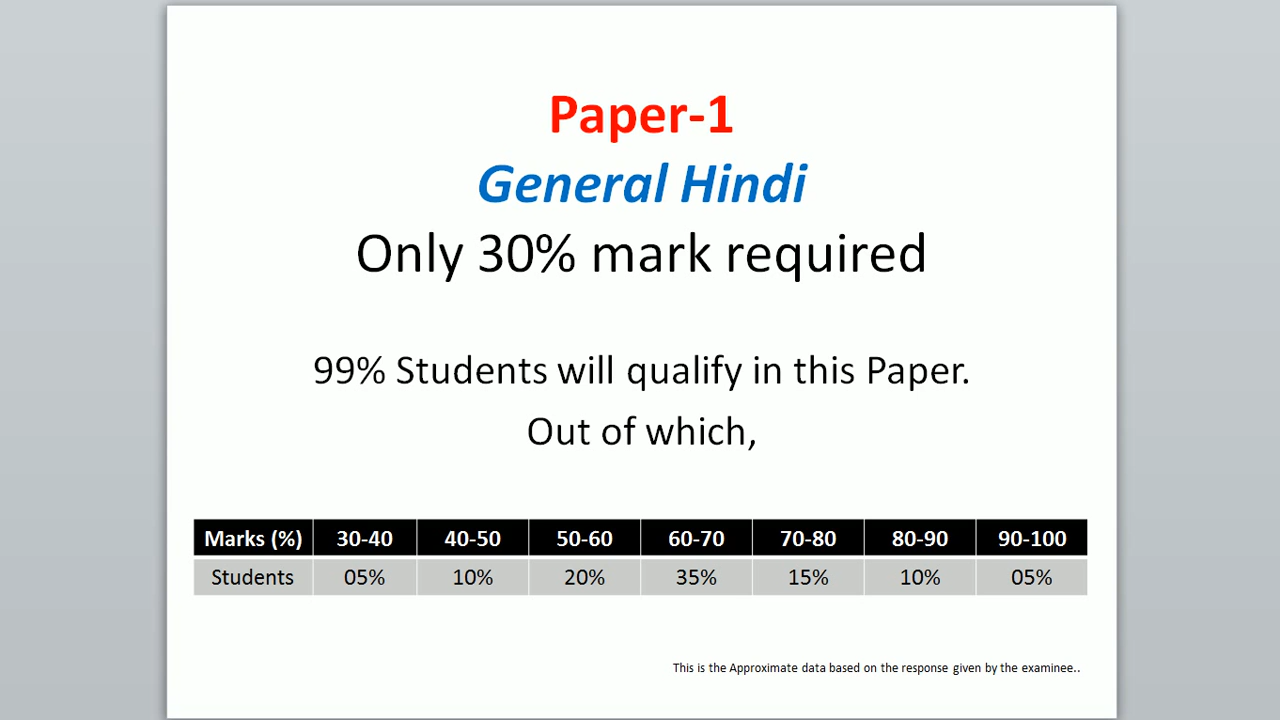 Paper-1
General Hindi
Only 30% mark required
99% Students will qualify in this Paper.
Out of which,
Marks (%) 30-40 40-50 50-60 60-70 70-80 80-90 90-100
Students 05% 10% 20% 35% 15% 10% 05%
This is the Approximate data based on the response given by the examinee..